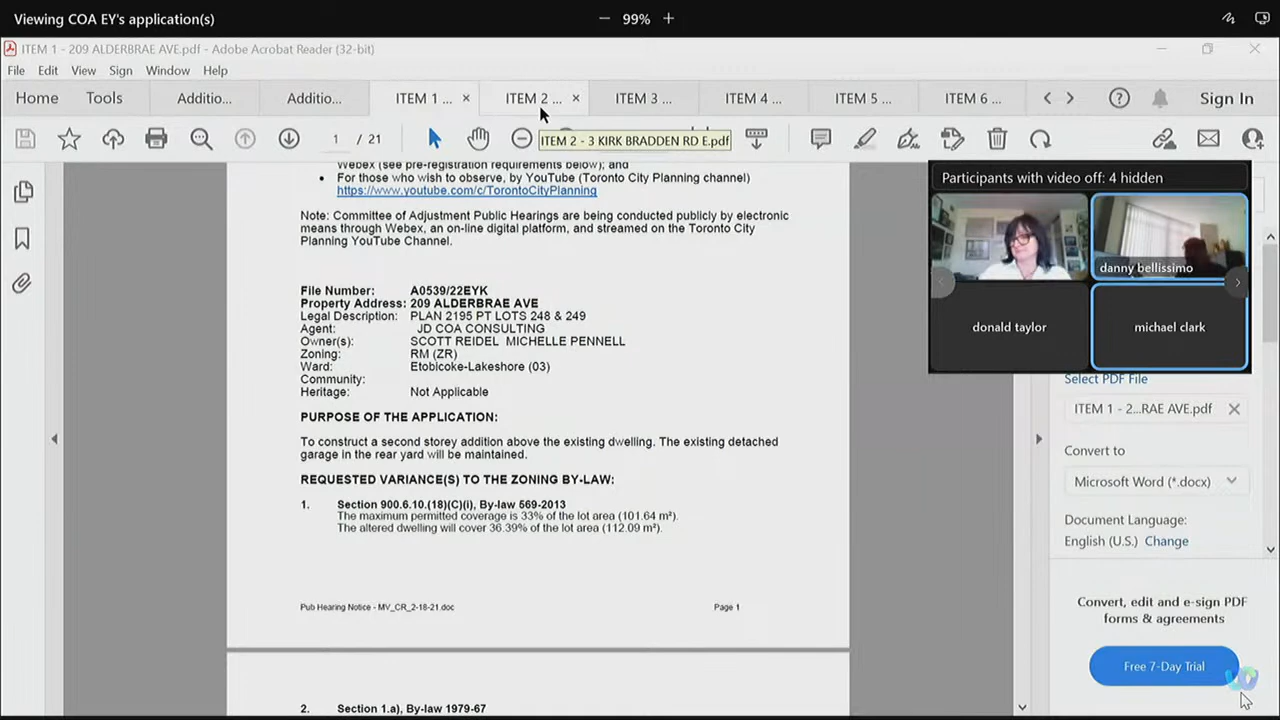 Viewing COA EY's application(s)
99%
ITEM 1 - 209 ALDERBRAE AVE.pdf - Adobe Acrobat Reader (32-bit)
File Edit View Sign Window Help
Home Tools Additio... Additio... ITEM 1 ... ITEM 2 ... ITEM 3 ... ITEM 4 ... ITEM 5 ... ITEM 6 ... Sign In
1 / 21
ITEM 2 - 3 KIRK BRADDEN RD E.pdf
Webex (see pre-registration requirements below); and
• For those who wish to observe, by YouTube (Toronto City Planning channel)
https://www.youtube.com/c/TorontoCityPlanning
Note: Committee of Adjustment Public Hearings are being conducted publicly by electronic
means through Webex, an on-line digital platform, and streamed on the Toronto City
Planning YouTube Channel.
File Number: A0539/22EYK
Property Address: 209 ALDERBRAE AVE
Legal Description: PLAN 2195 PT LOTS 248 & 249
Agent: JD COA CONSULTING
Owner(s): SCOTT REIDEL MICHELLE PENNELL
Zoning: RM (ZR)
Ward: Etobicoke-Lakeshore (03)
Community:
Heritage: Not Applicable
PURPOSE OF THE APPLICATION:
To construct a second storey addition above the existing dwelling. The existing detached
garage in the rear yard will be maintained.
REQUESTED VARIANCE(S) TO THE ZONING BY-LAW:
1. Section 900.6.10.(18)(C)(i), By-law 569-2013
The maximum permitted coverage is 33% of the lot area (101.64 m²).
The altered dwelling will cover 36.39% of the lot area (112.09 m²).
Pub Hearing Notice - MV_CR_2-18-21.doc Page 1
2. Section 1.a), By-law 1979-67
Participants with video off: 4 hidden
danny bellissimo
donald taylor
michael clark
Select PDF File
ITEM 1 - 2...RAE AVE.pdf
Convert to
Microsoft Word (*.docx)
Document Language:
English (U.S.) Change
Convert, edit and e-sign PDF
forms & agreements
Free 7-Day Trial